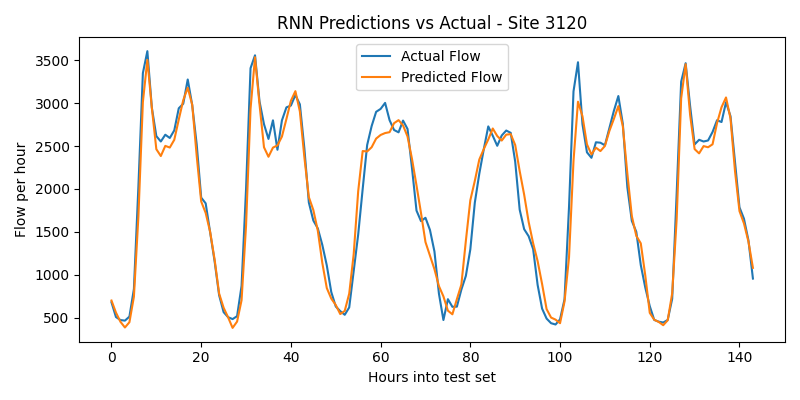 RNN Predictions vs Actual - Site 3120
Actual Flow
Predicted Flow
Flow per hour
3500
3000
2500
2000
1500
1000
500
0 20 40 60 80 100 120 140
Hours into test set